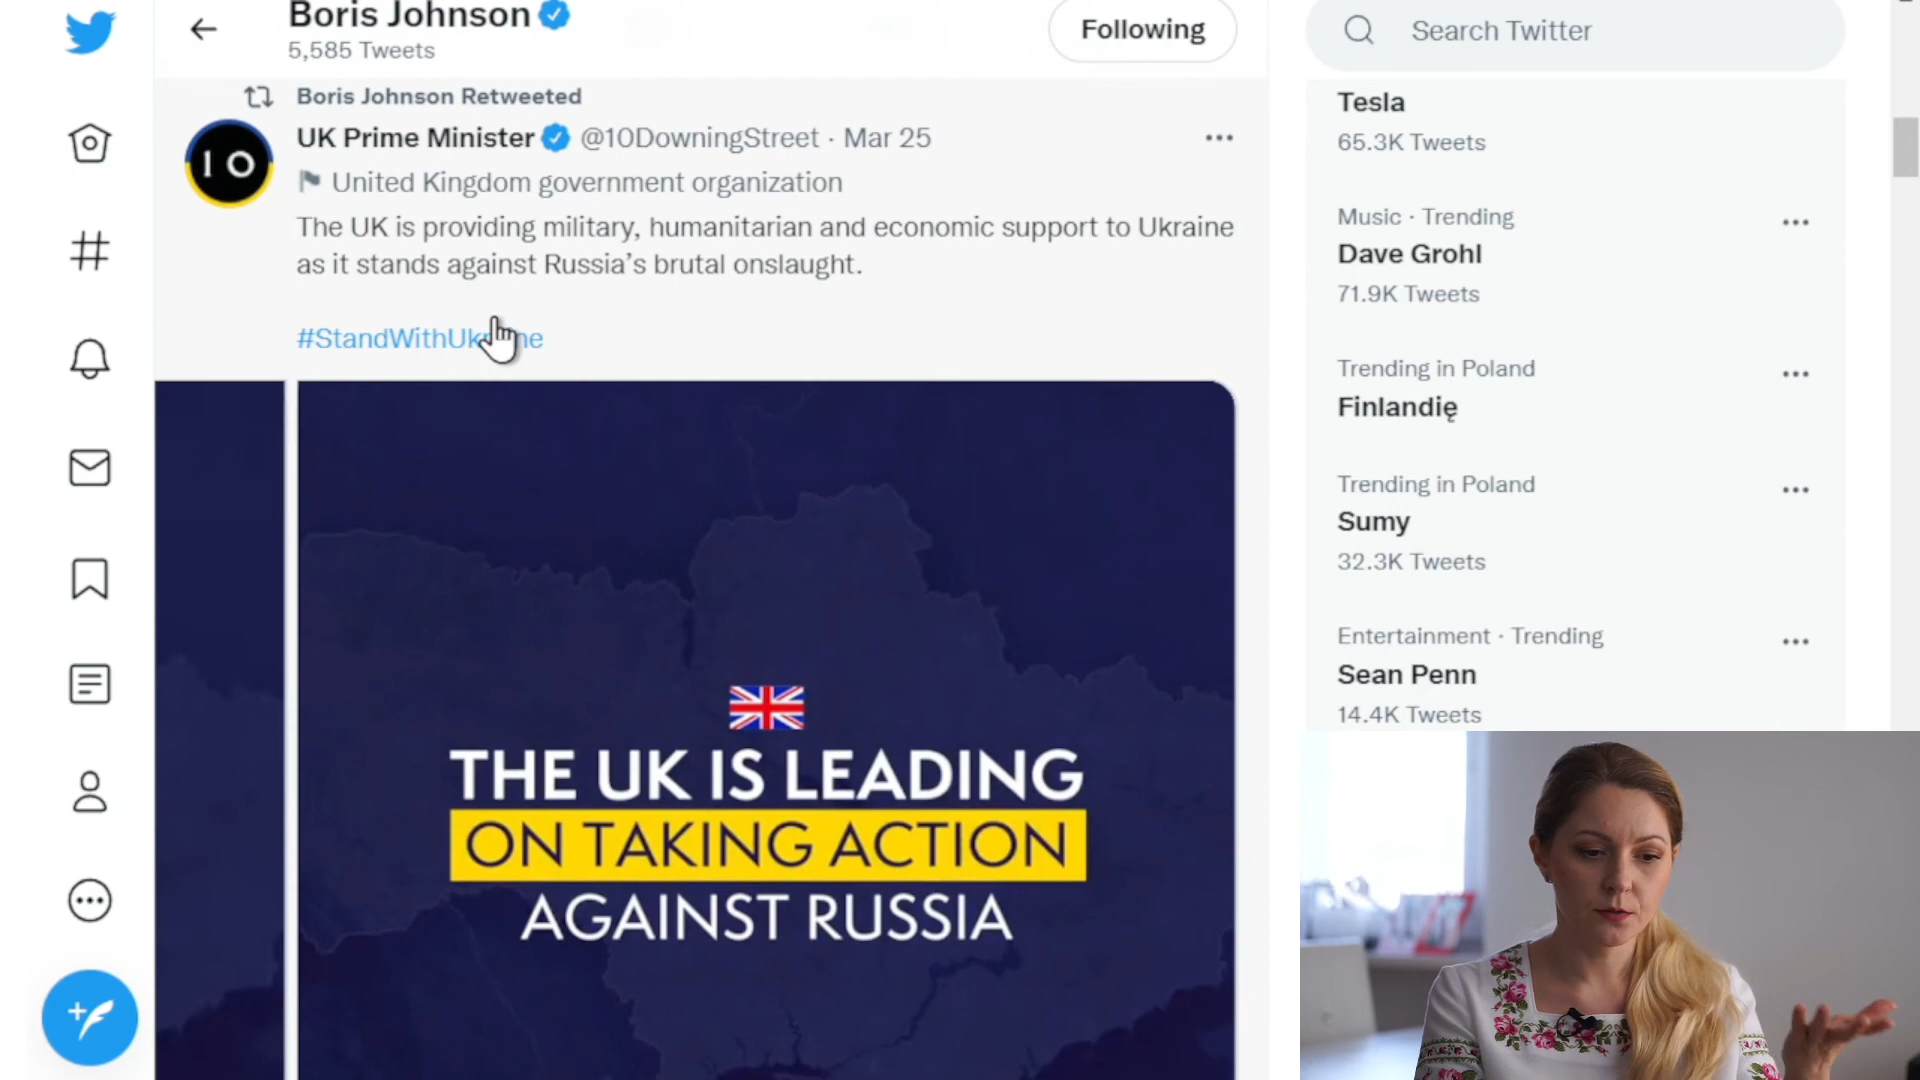 Boris Johnson
5,585 Tweets
Following
Boris Johnson Retweeted
10
UK Prime Minister @10DowningStreet · Mar 25
United Kingdom government organization
The UK is providing military, humanitarian and economic support to Ukraine
as it stands against Russia’s brutal onslaught.
#StandWithUkraine
THE UK IS LEADING
ON TAKING ACTION
AGAINST RUSSIA
Search Twitter
Tesla
65.3K Tweets
Music · Trending
Dave Grohl
71.9K Tweets
Trending in Poland
Finlandię
Trending in Poland
Sumy
32.3K Tweets
Entertainment · Trending
Sean Penn
14.4K Tweets